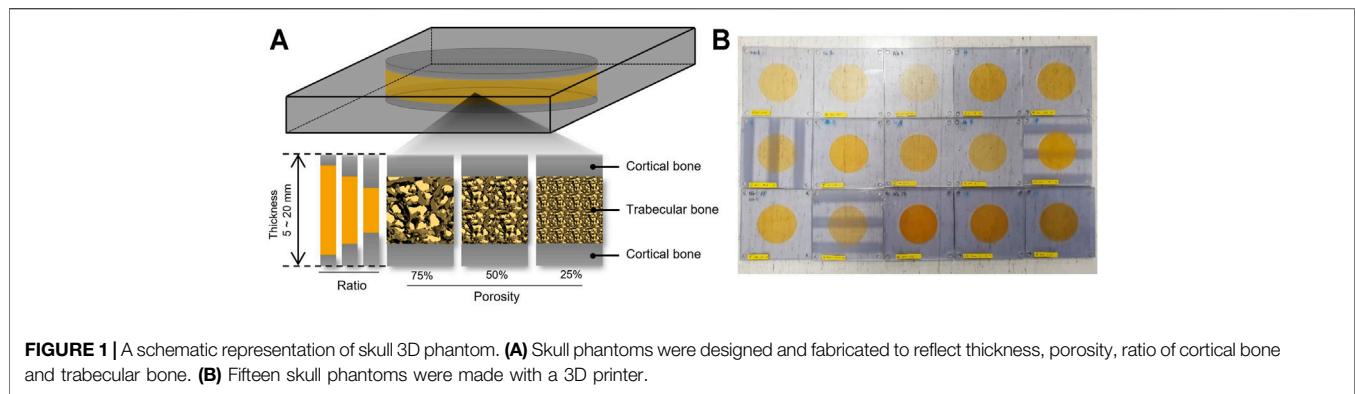 A
B
Thickness
5 ~ 20 mm
Cortical bone
Trabecular bone
Cortical bone
75%
50%
25%
Ratio
Porosity
FIGURE 1 | A schematic representation of skull 3D phantom. (A) Skull phantoms were designed and fabricated to reflect thickness, porosity, ratio of cortical bone
and trabecular bone. (B) Fifteen skull phantoms were made with a 3D printer.